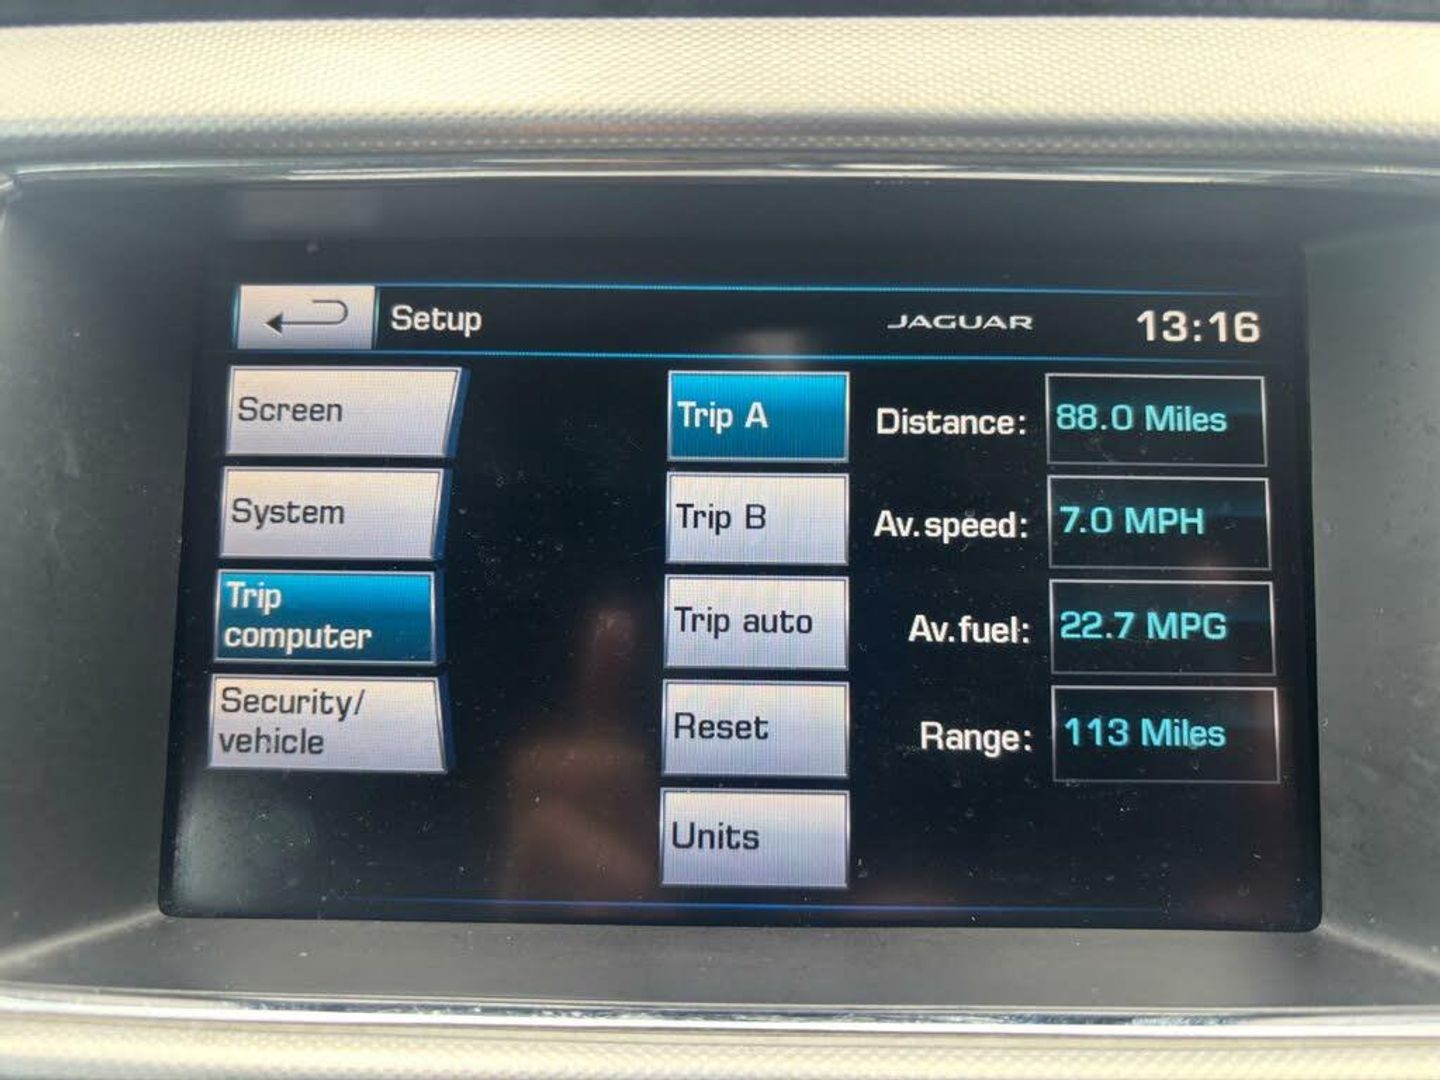 Setup
JAGUAR
13:16
Screen
System
Trip
computer
Security/
vehicle
Trip A
Trip B
Trip auto
Reset
Units
Distance: 88.0 Miles
Av.speed: 7.0 MPH
Av.fuel: 22.7 MPG
Range: 113 Miles